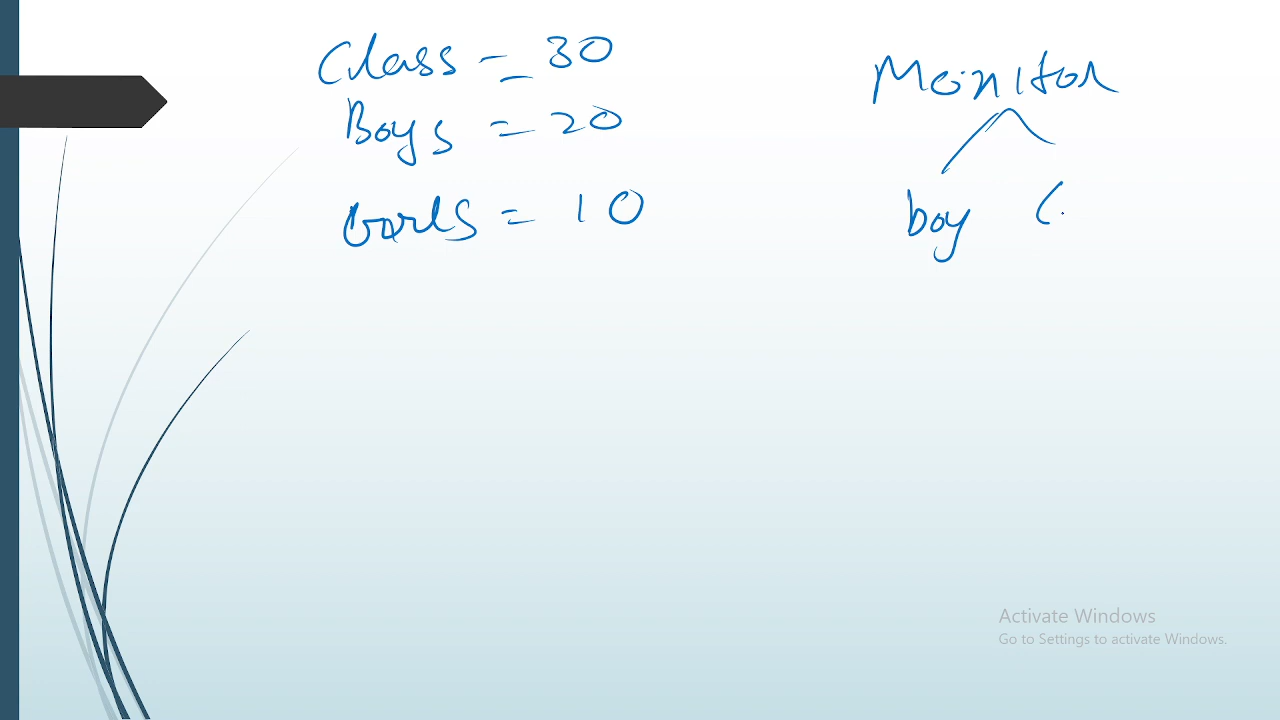 Class = 30
Boys = 20
Girls = 10
Monitor
boy (
Activate Windows
Go to Settings to activate Windows.